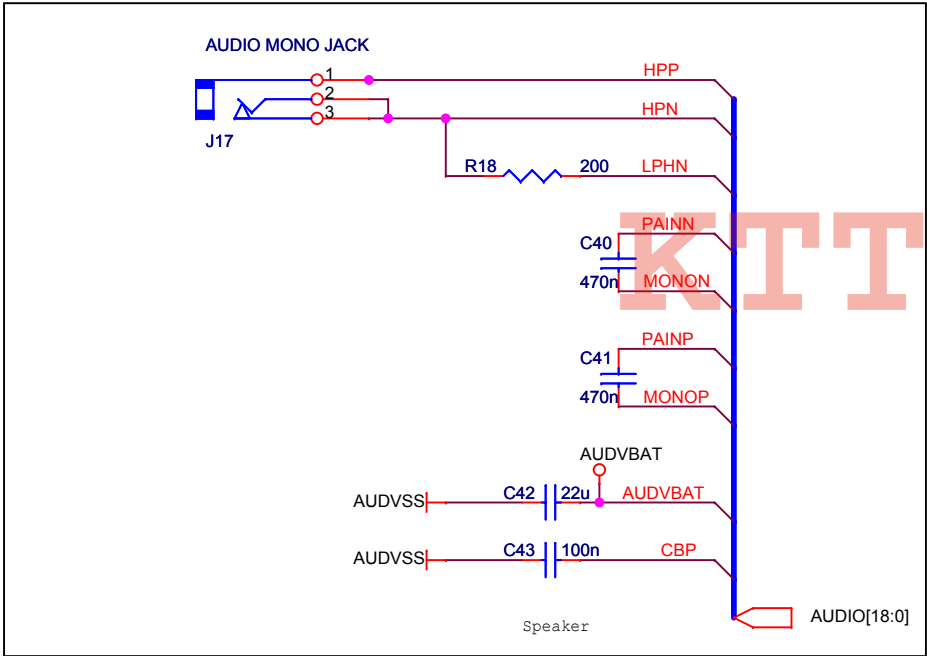 AUDIO MONO JACK
1
2
3
J17
HPP
HPN
R18 200 LPHN
PAINN
C40
470n MONON
KTT
PAINP
C41
470n MONOP
AUDVBAT
AUDVSS C42 22u AUDVBAT
AUDVSS C43 100n CBP
Speaker
AUDIO[18:0]